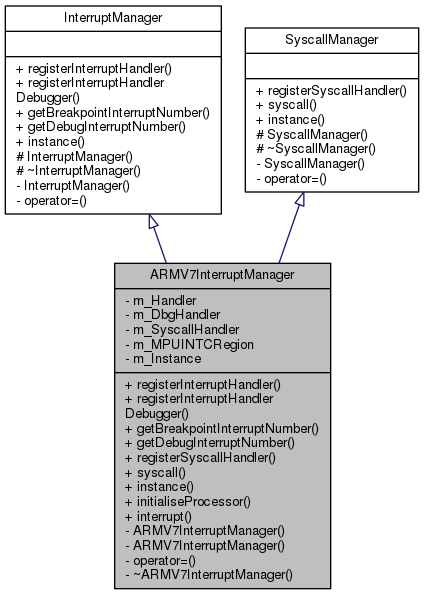 InterruptManager
+ registerInterruptHandler()
+ registerInterruptHandler
Debugger()
+ getBreakpointInterruptNumber()
+ getDebugInterruptNumber()
+ instance()
# InterruptManager()
# ~InterruptManager()
- InterruptManager()
- operator=()
SyscallManager
+ registerSyscallHandler()
+ syscall()
+ instance()
# SyscallManager()
# ~SyscallManager()
- SyscallManager()
- operator=()
ARMV7InterruptManager
- m_Handler
- m_DbgHandler
- m_SyscallHandler
- m_MPUINTCRegion
- m_Instance
+ registerInterruptHandler()
+ registerInterruptHandler
Debugger()
+ getBreakpointInterruptNumber()
+ getDebugInterruptNumber()
+ registerSyscallHandler()
+ syscall()
+ instance()
+ initialiseProcessor()
+ interrupt()
- ARMV7InterruptManager()
- ARMV7InterruptManager()
- operator=()
- ~ARMV7InterruptManager()